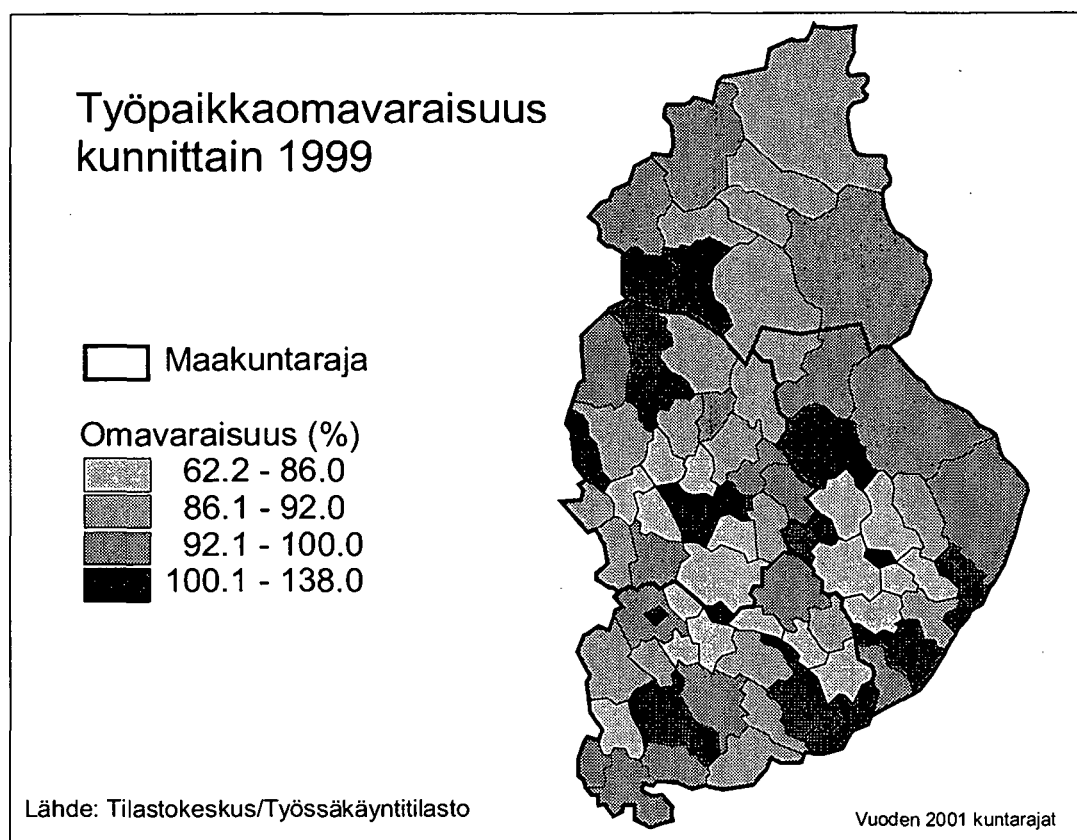 Työpaikkaomavaraisuus
kunnittain 1999
Maakuntaraja
Omavaraisuus (%)
62.2 - 86.0
86.1 - 92.0
92.1 - 100.0
100.1 - 138.0
Lähde: Tilastokeskus/Työssäkäyntitilasto
Vuoden 2001 kuntarajat